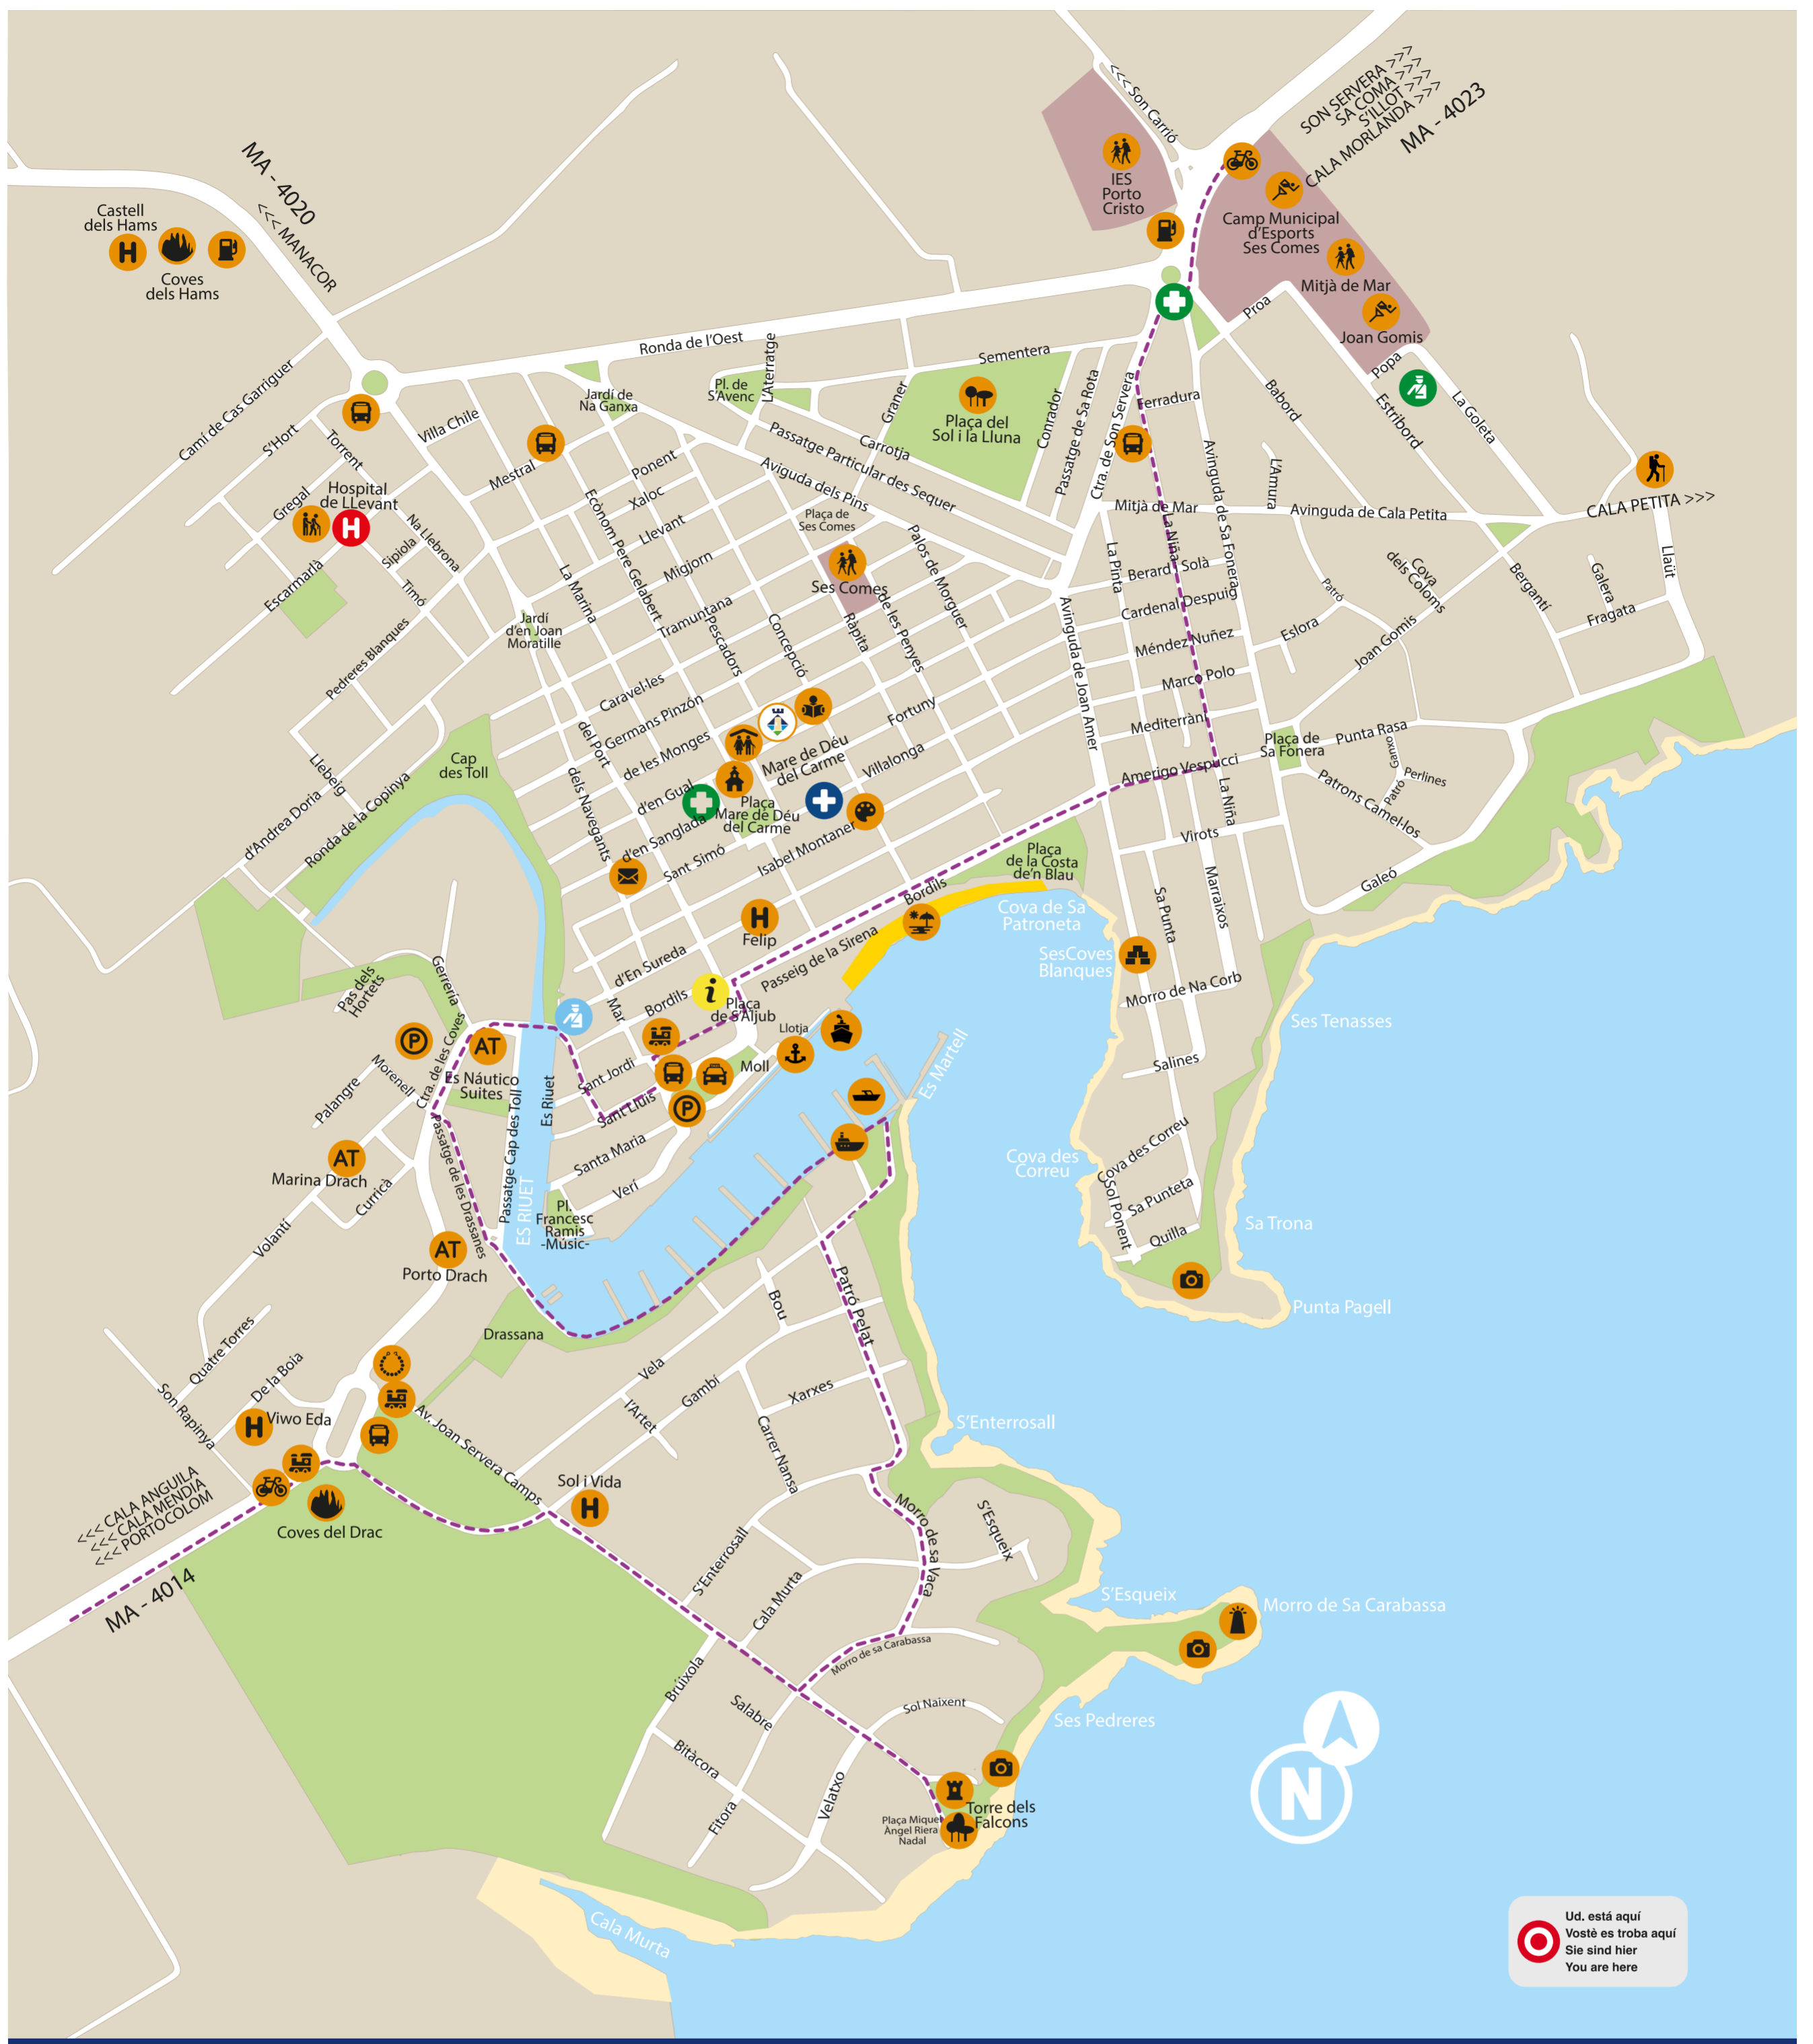 <<< Son Carrió
SON SERVERA >>>
SA COMA >>>
S'ILLOT >>>
CALA MORLANDA >>>
MA - 4023
MA - 4020
<<< MANACOR
Castell
dels Hams
H
Coves
dels Hams
IES
Porto
Cristo
Camp Municipal
d'Esports
Ses Comes
Mitjà de Mar
Joan Gomis
Proa
Popa
Ronda de l'Oest
Sementera
L'Aterratge
Pl. de
S'Avenc
Jardí de
Na Ganxa
Graner
Plaça del
Sol i la Lluna
Conrador
Passatge de Sa Rota
Ctra. de Son Servera
Ferradura
Babord
Estribord
La Goleta
Camí de Cas Garriguer
S'Hort
Torrent
Villa Chile
Mestral
Ponent
Xaloc
Llevant
Migjorn
Tramuntana
Carrotja
Passatge Particular des Sequer
Aviguda dels Pins
Plaça de
Ses Comes
Ses Comes
Gregal
Hospital
de LLevant
H
Na Llebrona
Sipiola
Escarmarlà
Timó
Pedreres Blanques
Econom Pere Gelabert
La Marina
Pescadors
Concepció
Ràpita
de les Penyes
Palos de Morguer
Mitjà de Mar
La Niña
Avinguda de Sa Fonera
L'Amura
Avinguda de Cala Petita
CALA PETITA >>>
La Pinta
Berard i Solà
Cardenal Despuig
Méndez Nuñez
Marco Polo
Mediterràni
Avinguda de Joan Amer
Patró
Cova
dels Coloms
Eslora
Joan Gomis
Bergantí
Galera
Fragata
Llaüt
Jardí
d'en Joan
Moratille
Caravel·les
Germans Pinzón
de les Monges
del Port
dels Navegants
d'en Gual
d'en Sanglada
Mare de Déu
del Carme
Plaça
Mare de Déu
del Carme
Fortuny
Villalonga
Sant Simó
Isabel Montaner
Llebeig
Cap
des Toll
d'Andrea Doria
Ronda de la Copinya
Amerigo Vespucci
Plaça de
Sa Fonera
Punta Rasa
Ganxo
Perlines
Patró
Patrons Camel·los
La Niña
Virots
Galeó
Plaça
de la Costa
de'n Blau
Bordils
Cova de Sa
Patroneta
SesCoves
Blanques
Sa Punta
Marraixos
Morro de Na Corb
Ses Tenasses
H
Felip
Passeig de la Sirena
d'En Sureda
Bordils
i
Plaça
de S'Aljub
Mar
Llotja
Moll
Es Martell
Gerreria
Pas dels
Hortets
P
AT
Es Náutico
Suites
Ctra. de les Coves
Morenell
Palangre
Es Riuet
Sant Jordi
Sant Lluis
P
Santa Maria
Verí
Salines
Cova des Correu
Cova des
Correu
Sol Ponent
Sa Punteta
Quilla
Sa Trona
Punta Pagell
AT
Marina Drach
Curricà
Volantí
Passatge de les Drassanes
Passatge Cap des Toll
ES RIUET
Pl.
Francesc
Ramis
-Músic-
AT
Porto Drach
Drassana
Quatre Torres
De la Boia
Son Rapinya
H
Viwo Eda
Av. Joan Servera Camps
Vela
Bou
Patró Pelat
Gambí
l'Artet
Xarxes
Carrer Nansa
S'Enterrosall
<<< CALA ANGUILA
<<< CALA MENDIA
<<< PORTOCOLOM
MA - 4014
Coves del Drac
Sol i Vida
H
S'Enterrosall
Cala Murta
Morro de sa Vaca
S'Esqueix
S'Esqueix
Morro de Sa Carabassa
Morro de sa Carabassa
Brúixola
Salabre
Sol Naixent
Ses Pedreres
Bitàcora
Fitora
Velatxo
Torre dels
Falcons
Plaça Miquel
Àngel Riera
Nadal
Cala Murta
N
Ud. está aquí
Vostè es troba aquí
Sie sind hier
You are here